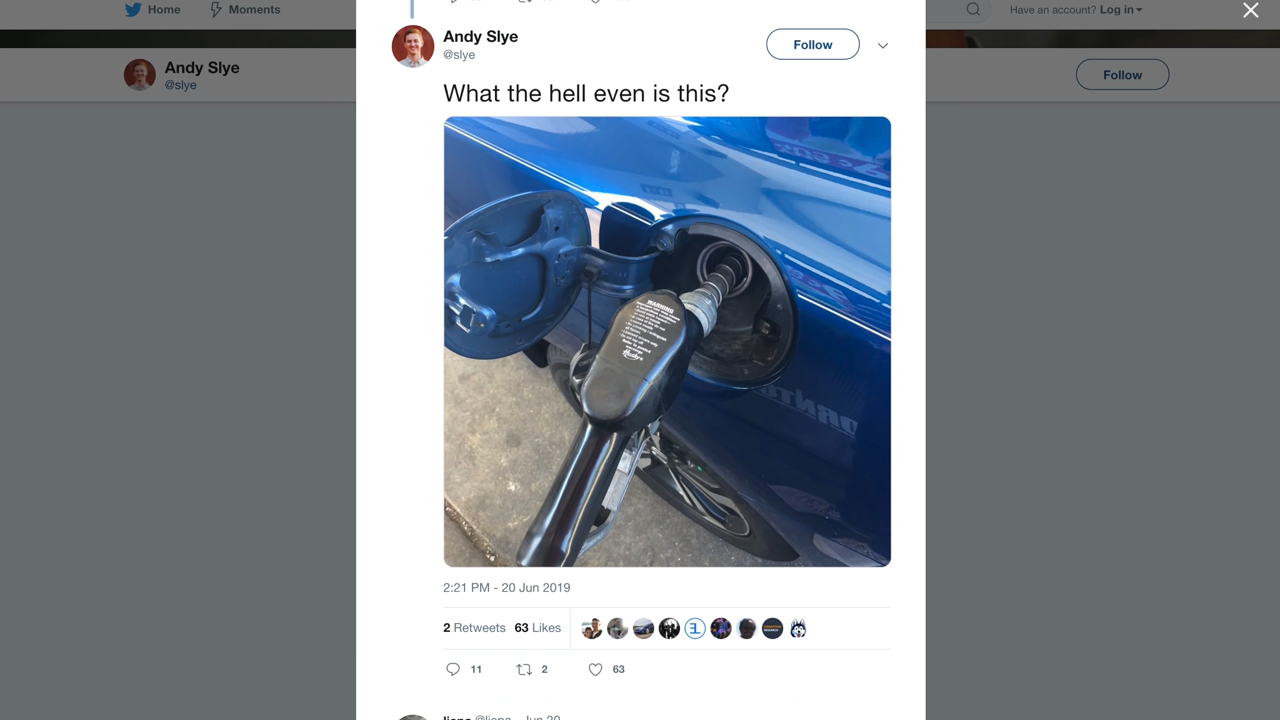 Home
Moments
Have an account? Log in
Andy Slye
@slye
Follow
Andy Slye
@slye
Follow
What the hell even is this?
WARNING
Husky
2:21 PM - 20 Jun 2019
2 Retweets 63 Likes
11 2 63